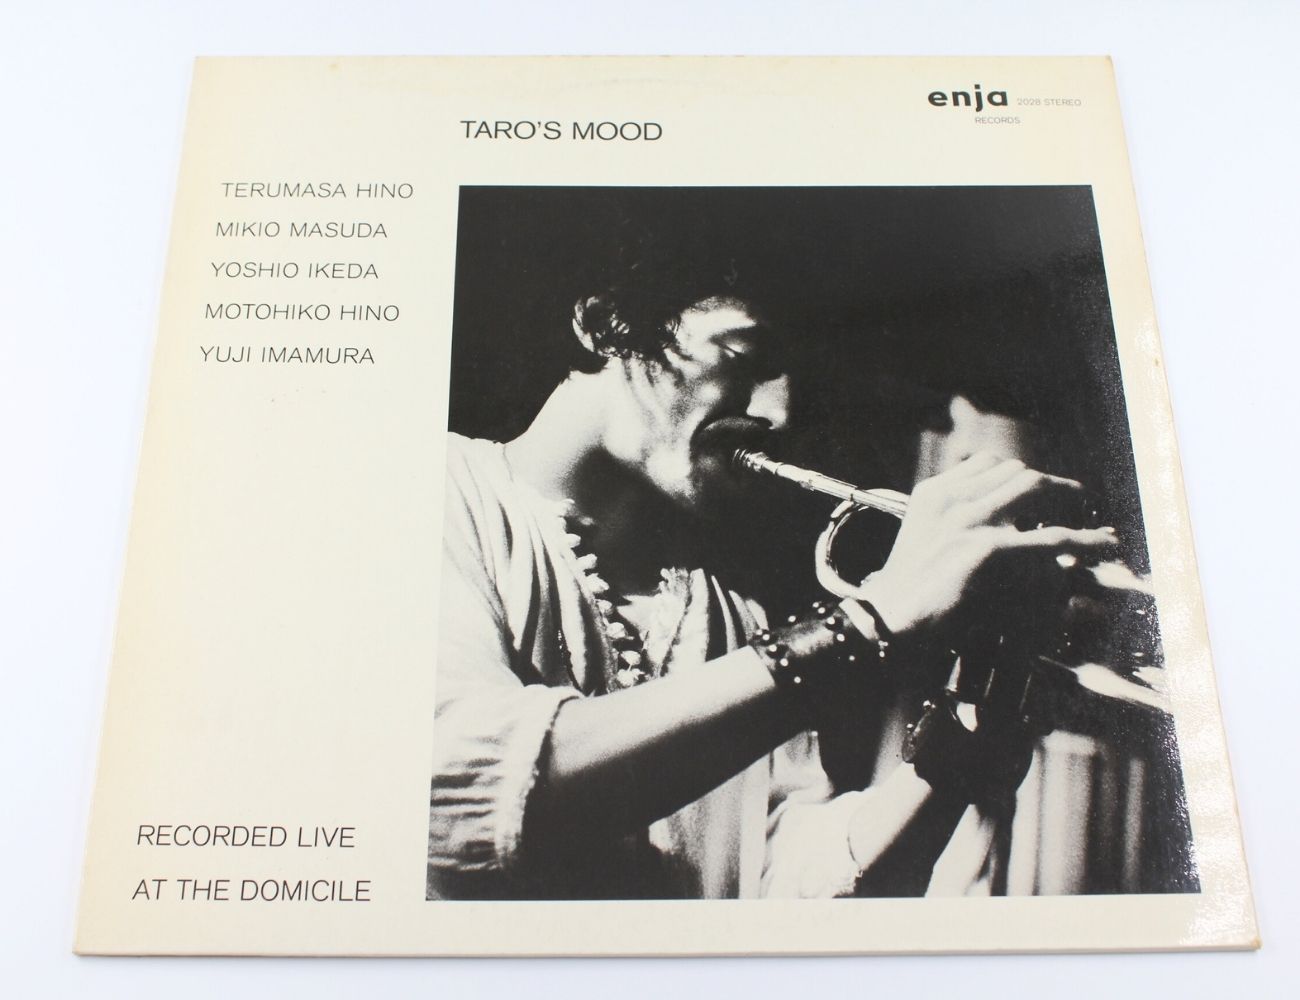 enja 2028 STEREO
RECORDS
TARO'S MOOD
TERUMASA HINO
MIKIO MASUDA
YOSHIO IKEDA
MOTOHIKO HINO
YUJI IMAMURA
RECORDED LIVE
AT THE DOMICILE